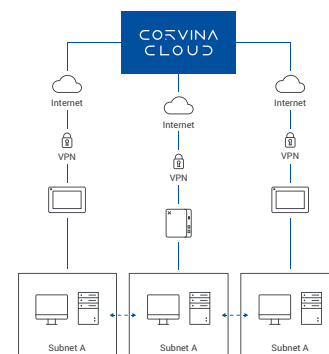 CORVINA
CLOUD
Internet
Internet
Internet
VPN
VPN
VPN
Subnet A
Subnet A
Subnet A